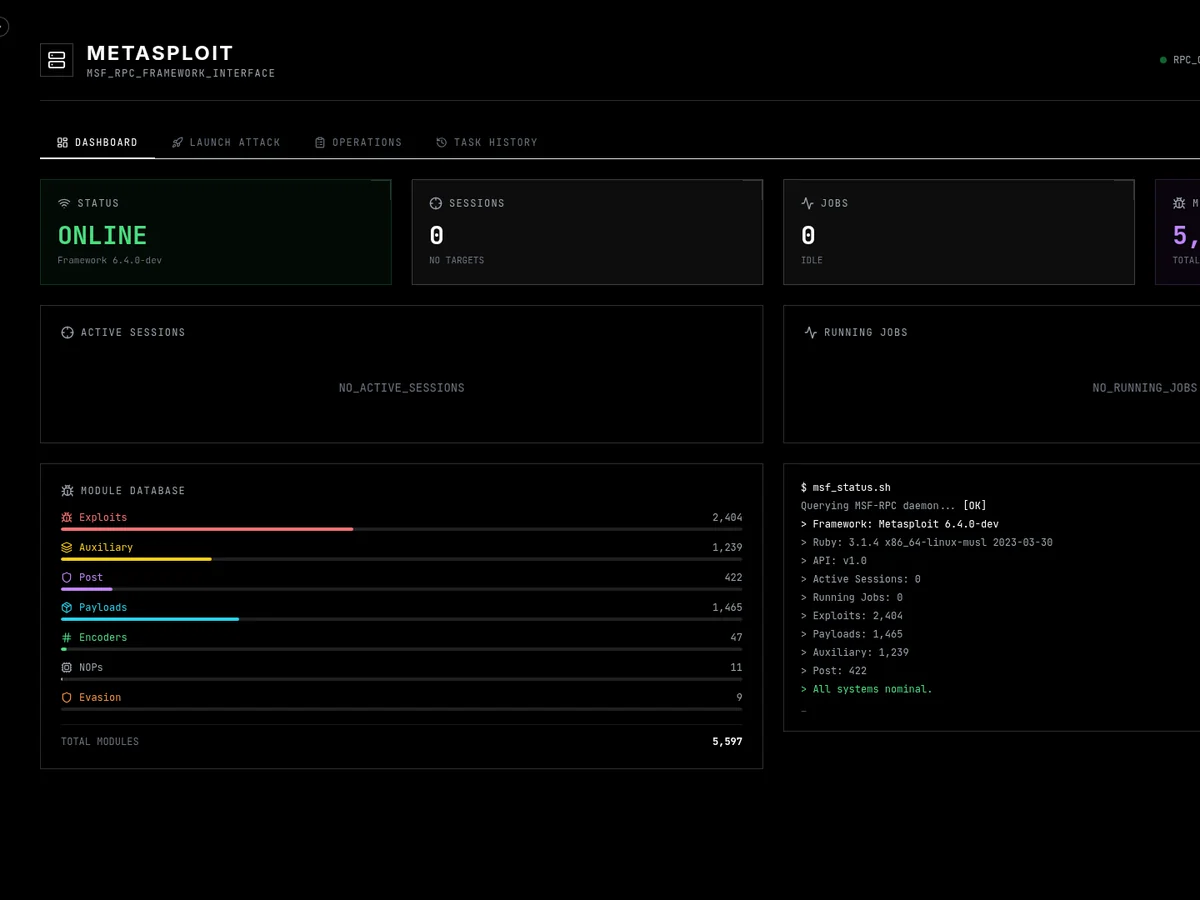 METASPLOIT
MSF_RPC_FRAMEWORK_INTERFACE
DASHBOARD
LAUNCH ATTACK
OPERATIONS
TASK HISTORY
STATUS
ONLINE
Framework 6.4.0-dev
SESSIONS
0
NO TARGETS
JOBS
0
IDLE
5,
TOTAL
ACTIVE SESSIONS
NO_ACTIVE_SESSIONS
RUNNING JOBS
NO_RUNNING_JOBS
MODULE DATABASE
Exploits 2,404
Auxiliary 1,239
Post 422
Payloads 1,465
Encoders 47
NOPs 11
Evasion 9
TOTAL MODULES 5,597
$ msf_status.sh
Querying MSF-RPC daemon... [OK]
> Framework: Metasploit 6.4.0-dev
> Ruby: 3.1.4 x86_64-linux-musl 2023-03-30
> API: v1.0
> Active Sessions: 0
> Running Jobs: 0
> Exploits: 2,404
> Payloads: 1,465
> Auxiliary: 1,239
> Post: 422
> All systems nominal.
_